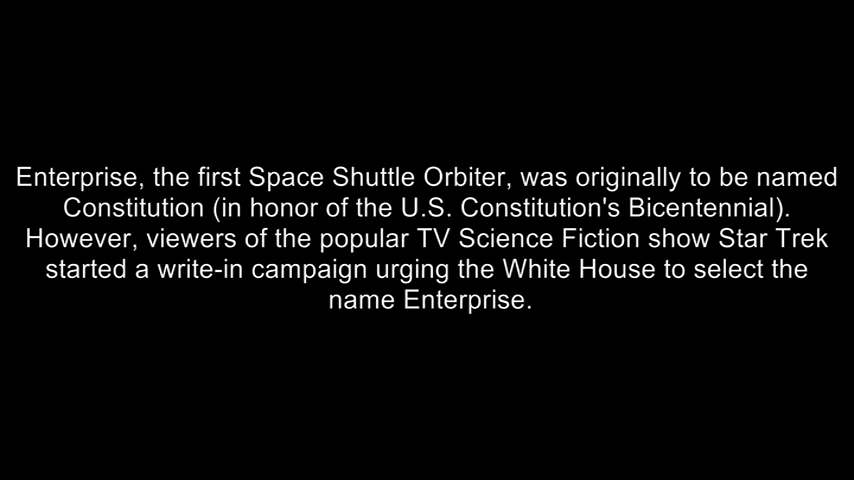 Enterprise, the first Space Shuttle Orbiter, was originally to be named
Constitution (in honor of the U.S. Constitution's Bicentennial).
However, viewers of the popular TV Science Fiction show Star Trek
started a write-in campaign urging the White House to select the
name Enterprise.